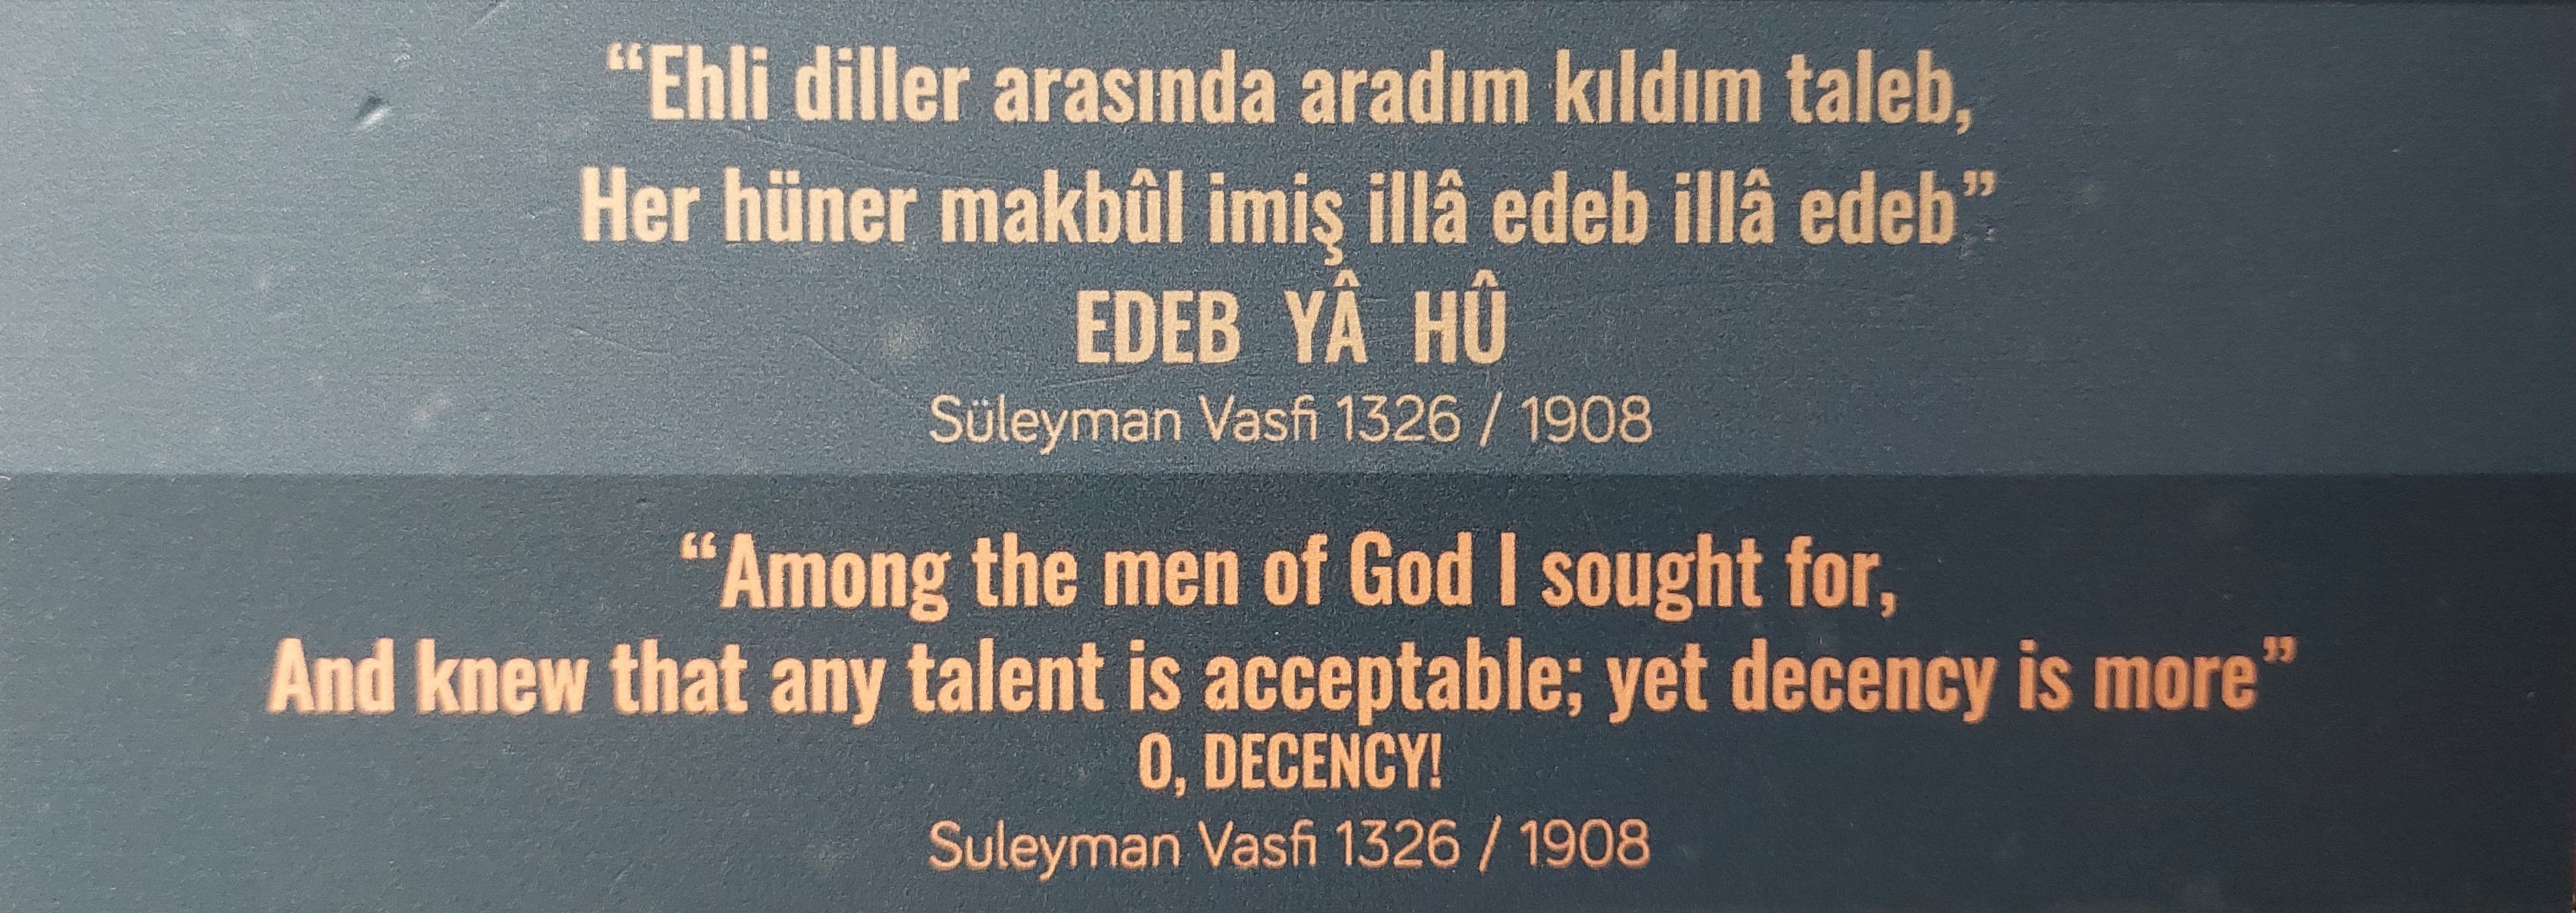 “Ehli diller arasında aradım kıldım taleb,
Her hüner makbûl imiş illâ edeb illâ edeb”
EDEB YÂ HÛ
Süleyman Vasfi 1326 / 1908
“Among the men of God I sought for,
And knew that any talent is acceptable; yet decency is more”
O, DECENCY!
Suleyman Vasfi 1326 / 1908